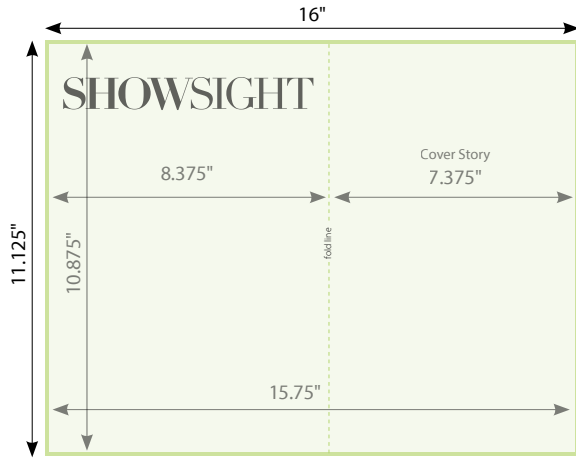 16"
SHOWSIGHT
Cover Story
8.375"
7.375"
fold line
11.125"
10.875"
15.75"